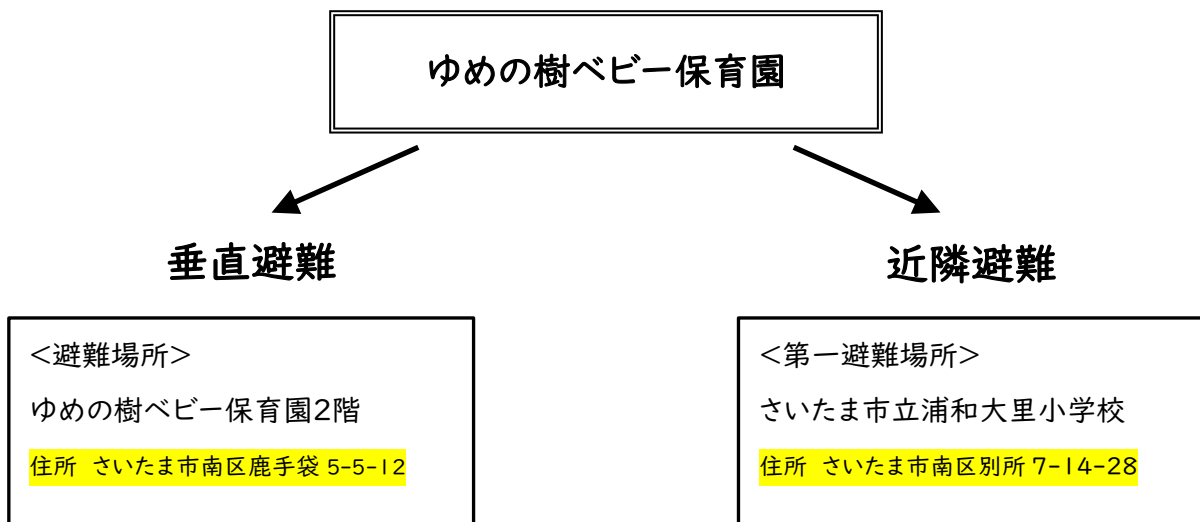 ゆめの樹ベビー保育園
垂直避難
近隣避難
<避難場所>
ゆめの樹ベビー保育園2階
住所 さいたま市南区鹿手袋 5-5-12
<第一避難場所>
さいたま市立浦和大里小学校
住所 さいたま市南区別所 7-14-28